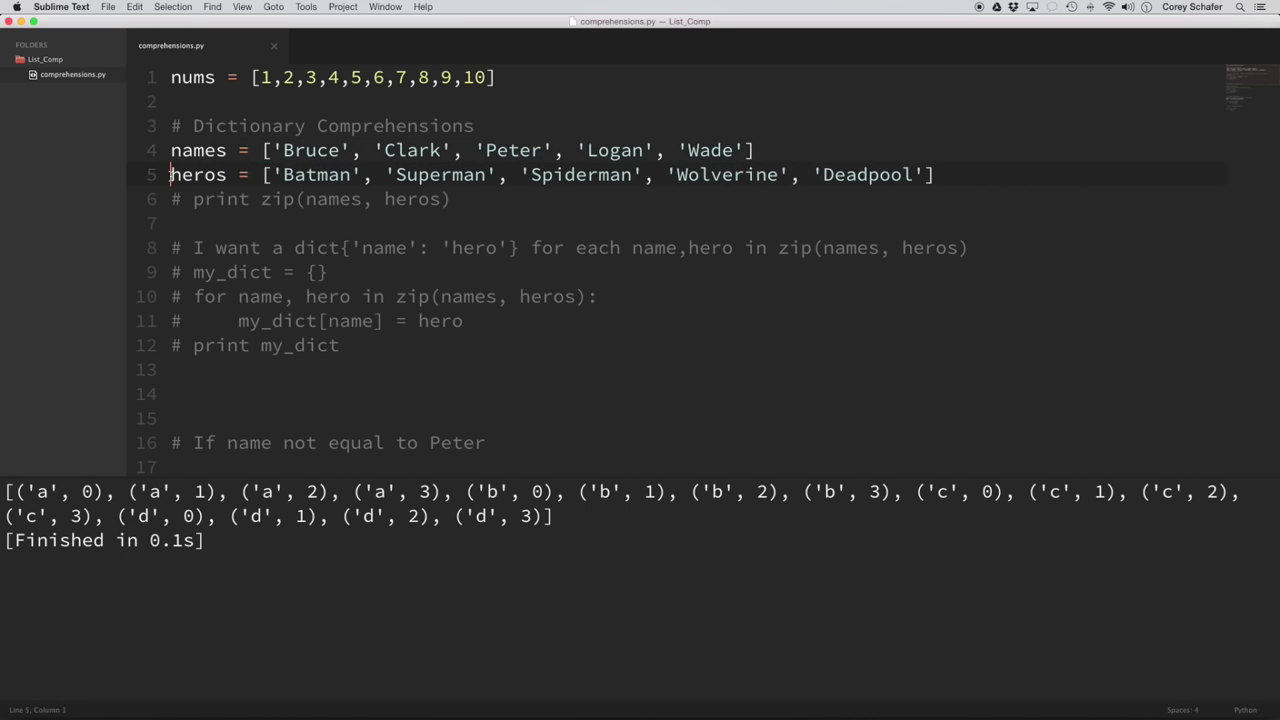 Sublime Text File Edit Selection Find View Goto Tools Project Window Help Corey Schafer
comprehensions.py — List_Comp
FOLDERS
List_Comp
comprehensions.py
comprehensions.py
1 nums = [1,2,3,4,5,6,7,8,9,10]
2
3 # Dictionary Comprehensions
4 names = ['Bruce', 'Clark', 'Peter', 'Logan', 'Wade']
5 heros = ['Batman', 'Superman', 'Spiderman', 'Wolverine', 'Deadpool']
6 # print zip(names, heros)
7
8 # I want a dict{'name': 'hero'} for each name,hero in zip(names, heros)
9 # my_dict = {}
10 # for name, hero in zip(names, heros):
11 #     my_dict[name] = hero
12 # print my_dict
13
14
15
16 # If name not equal to Peter
17
[('a', 0), ('a', 1), ('a', 2), ('a', 3), ('b', 0), ('b', 1), ('b', 2), ('b', 3), ('c', 0), ('c', 1), ('c', 2),
('c', 3), ('d', 0), ('d', 1), ('d', 2), ('d', 3)]
[Finished in 0.1s]
Line 5, Column 1 Spaces: 4 Python